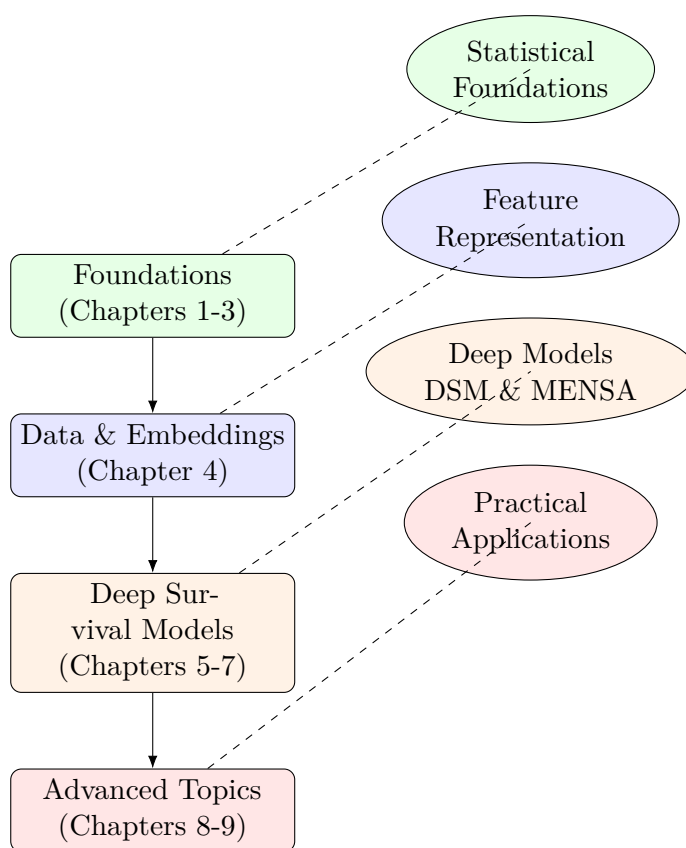 Statistical
Foundations
Feature
Representation
Foundations
(Chapters 1-3)
Deep Models
DSM & MENSA
Data & Embeddings
(Chapter 4)
Practical
Applications
Deep Sur-
vival Models
(Chapters 5-7)
Advanced Topics
(Chapters 8-9)